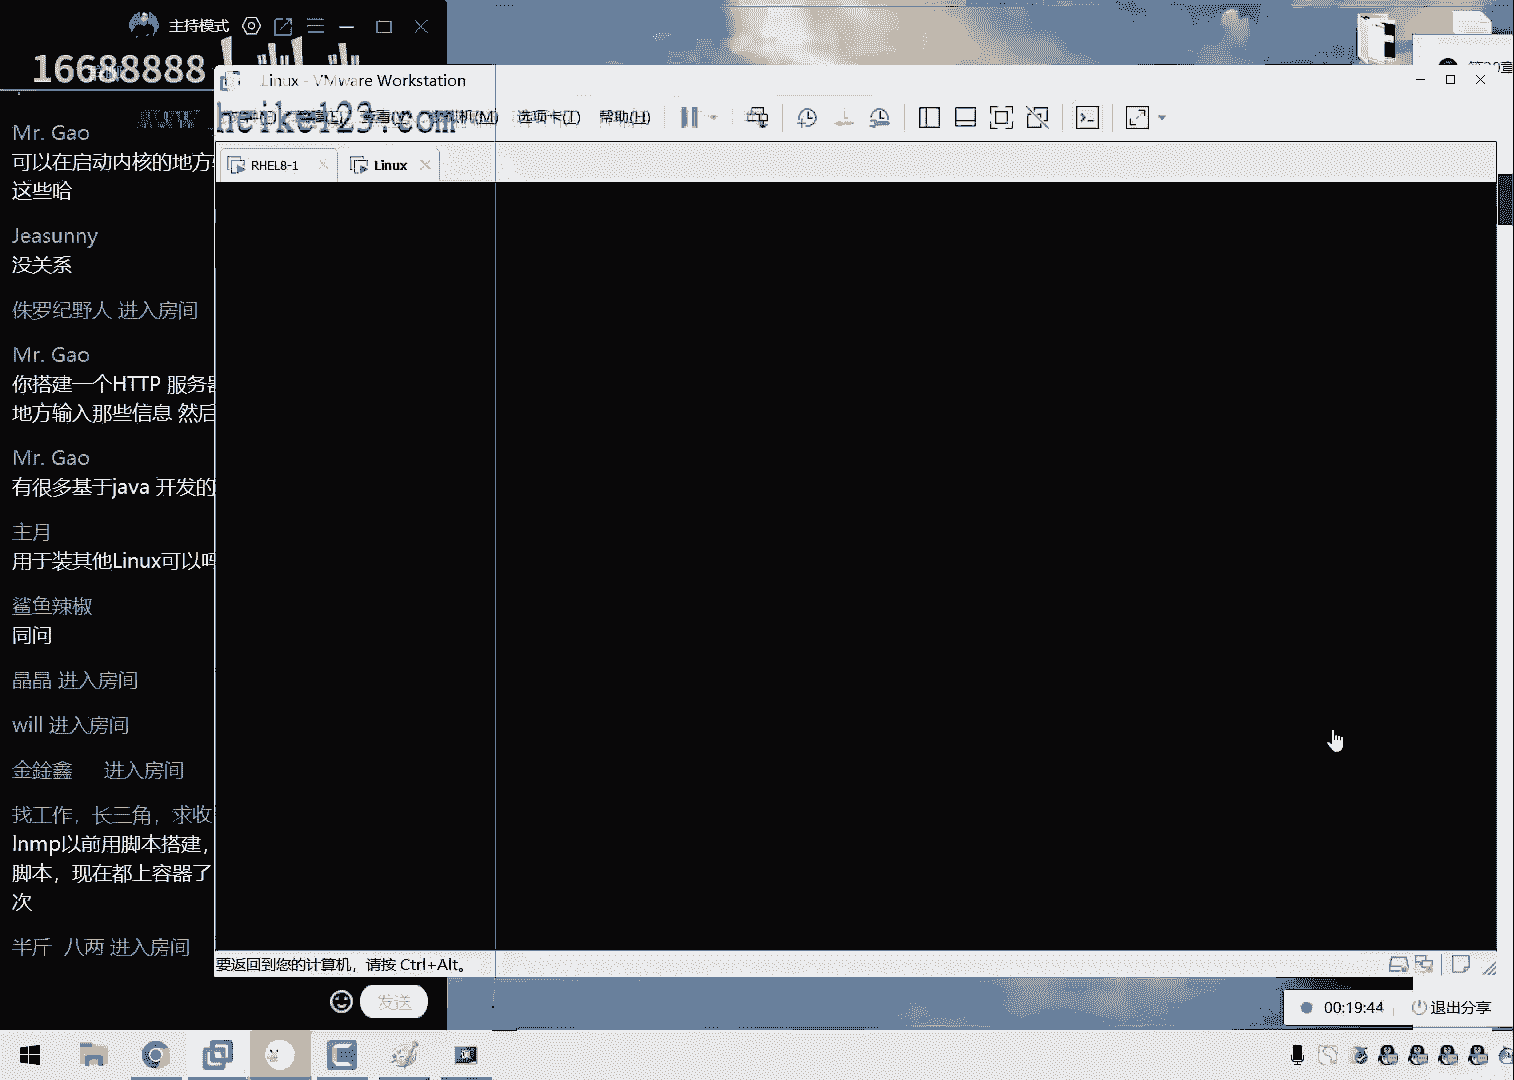 主持模式
16688888
Linux - VMware Workstation
heike123.com
选项卡(T)
帮助(H)
RHEL8-1
Linux
Mr. Gao
可以在启动内核的地方
这些哈
Jeasunny
没关系
侏罗纪野人 进入房间
Mr. Gao
你搭建一个HTTP 服务器
地方输入那些信息 然后
Mr. Gao
有很多基于java 开发的
主月
用于装其他Linux可以吗
鲨鱼辣椒
同问
晶晶 进入房间
will 进入房间
金銓鑫 进入房间
找工作，长三角，求收
lnmp以前用脚本搭建，
脚本，现在都上容器了
次
半斤 八两 进入房间
要返回到您的计算机，请按 Ctrl+Alt。
发送
00:19:44
退出分享